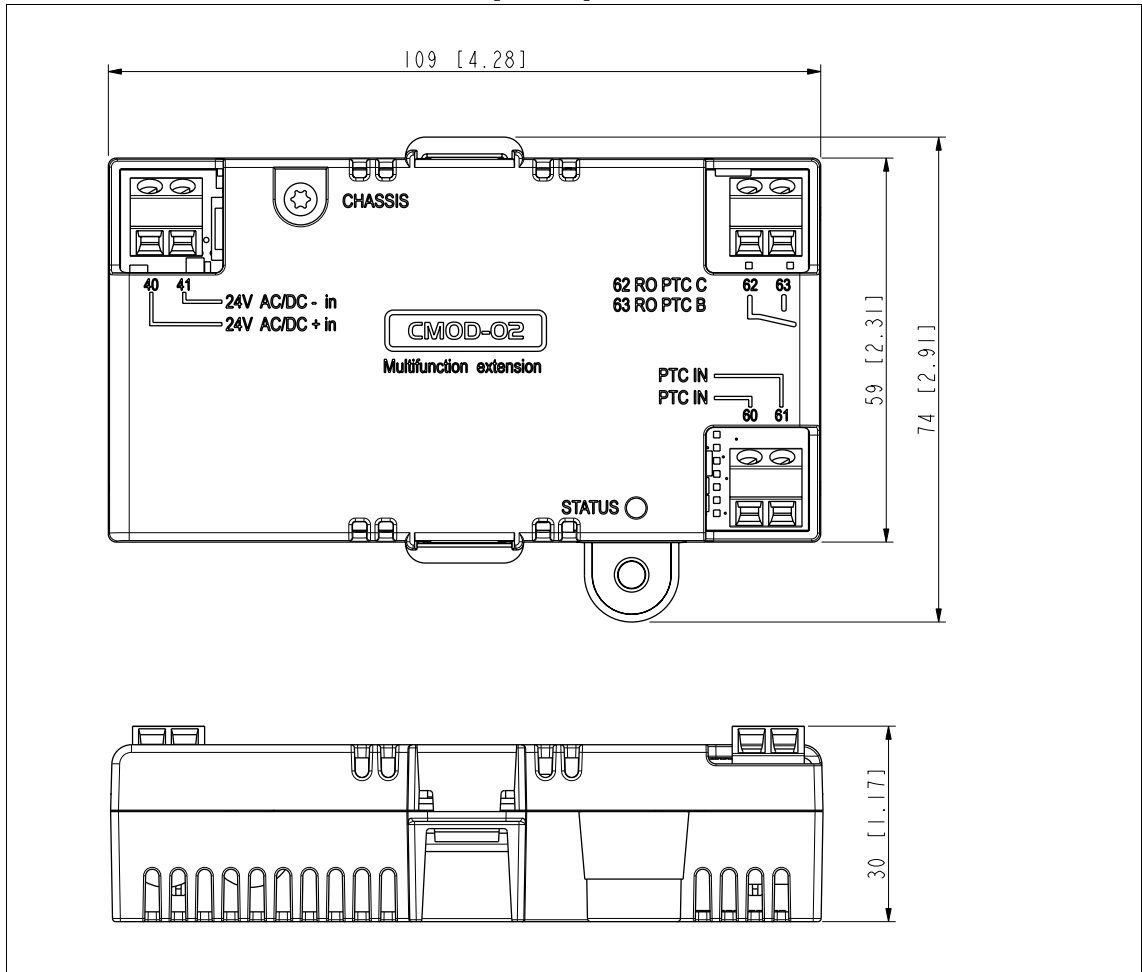 109 [4.28]
CHASSIS
40 41
24V AC/DC - in
24V AC/DC + in
62 RO PTC C
63 RO PTC B
62 63
CMOD-02
Multifunction extension
PTC IN
PTC IN
60 61
STATUS
59 [2.31]
74 [2.91]
30 [1.17]